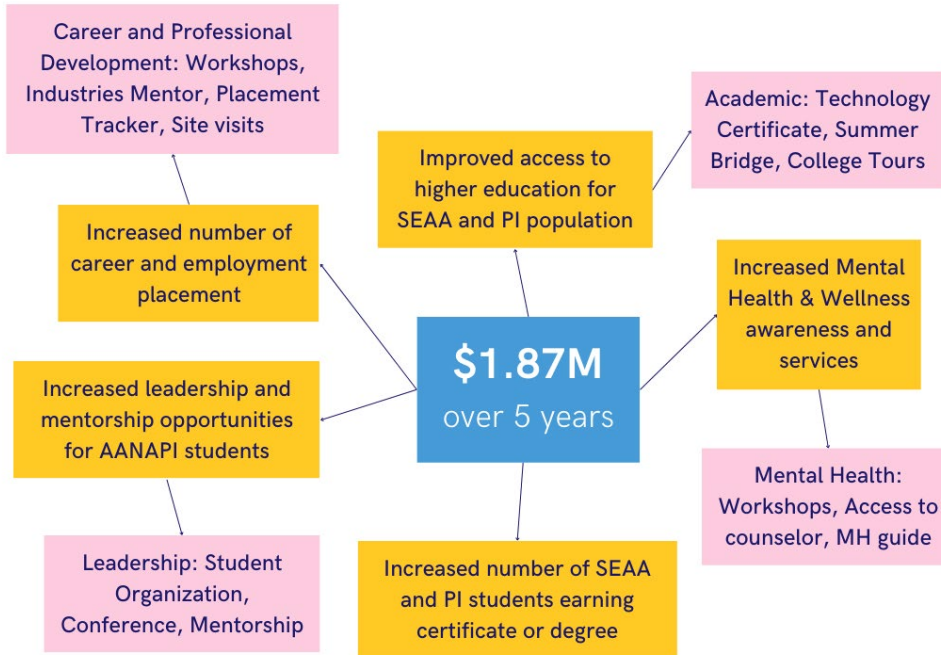 Career and Professional
Development: Workshops,
Industries Mentor, Placement
Tracker, Site visits
Academic: Technology
Certificate, Summer
Bridge, College Tours
Improved access to
higher education for
SEAA and PI population
Increased number of
career and employment
placement
Increased Mental
Health & Wellness
awareness and
services
$1.87M
over 5 years
Increased leadership and
mentorship opportunities
for AANAPI students
Mental Health:
Workshops, Access to
counselor, MH guide
Leadership: Student
Organization,
Conference, Mentorship
Increased number of SEAA
and PI students earning
certificate or degree